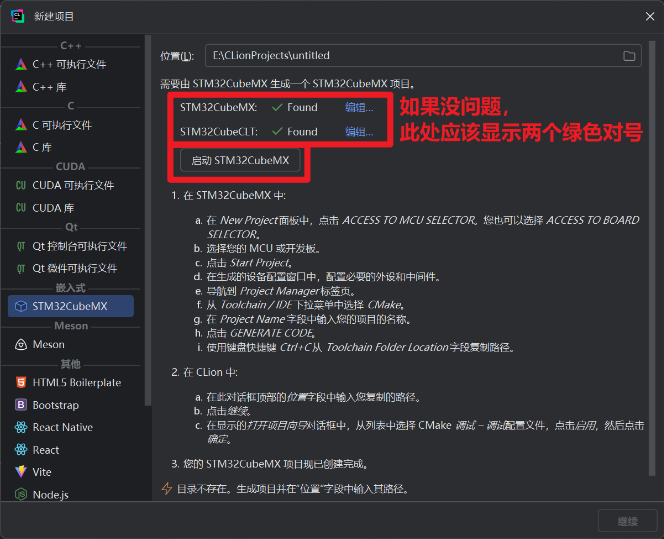 新建项目
C++
C++ 可执行文件
C++ 库
C
C 可执行文件
C 库
CUDA
CU CUDA 可执行文件
CU CUDA 库
Qt
QT Qt 控制台可执行文件
QT Qt 微件可执行文件
嵌入式
STM32CubeMX
Meson
Meson
其他
HTML5 Boilerplate
Bootstrap
React Native
React
Vite
Node.js
位置(L): E:\CLionProjects\untitled
需要由 STM32CubeMX 生成一个 STM32CubeMX 项目。
STM32CubeMX: Found 编辑...
STM32CubeCLT: Found 编辑...
启动 STM32CubeMX
如果没问题，
此处应该显示两个绿色对号
1. 在 STM32CubeMX 中:
a. 在 New Project 面板中，点击 ACCESS TO MCU SELECTOR。您也可以选择 ACCESS TO BOARD
SELECTOR。
b. 选择您的 MCU 或开发板。
c. 点击 Start Project。
d. 在生成的设备配置窗口中，配置必要的外设和中间件。
e. 导航到 Project Manager 标签页。
f. 从 Toolchain / IDE 下拉菜单中选择 CMake。
g. 在 Project Name 字段中输入您的项目的名称。
h. 点击 GENERATE CODE。
i. 使用键盘快捷键 Ctrl+C 从 Toolchain Folder Location 字段复制路径。
2. 在 CLion 中:
a. 在此对话框顶部的位置字段中输入您复制的路径。
b. 点击继续。
c. 在显示的打开项目向导对话框中，从列表中选择 CMake 调试 – 调试配置文件，点击启用，然后点击
确定。
3. 您的 STM32CubeMX 项目现已创建完成。
目录不存在。生成项目并在“位置”字段中输入其路径。
继续